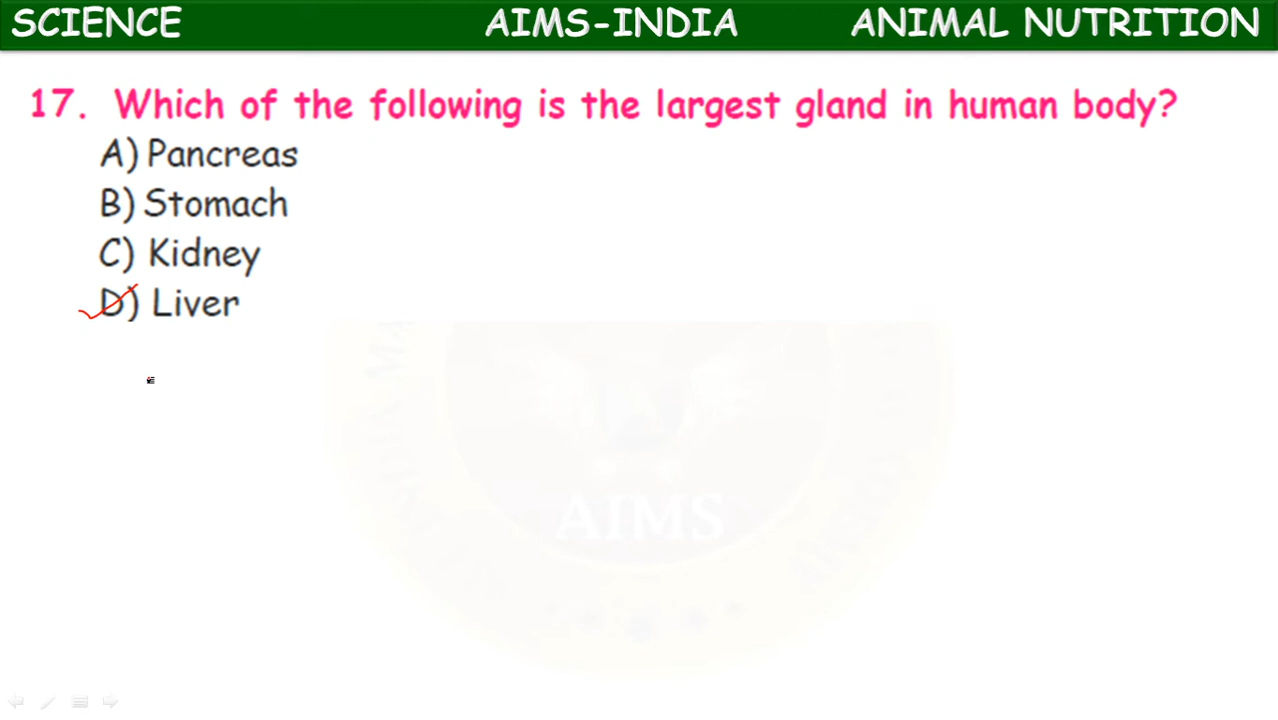 SCIENCE AIMS-INDIA ANIMAL NUTRITION
17. Which of the following is the largest gland in human body?
A) Pancreas
B) Stomach
C) Kidney
D) Liver
AIMS